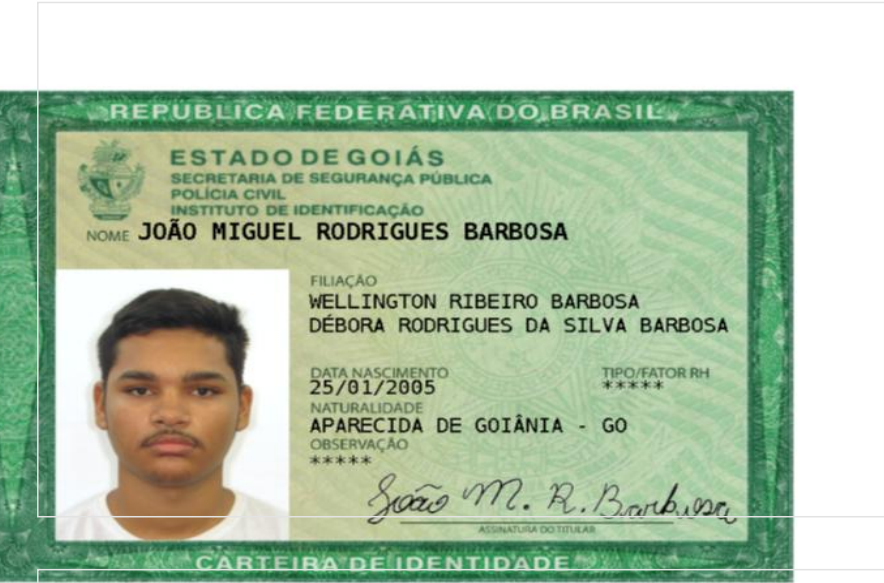 REPÚBLICA FEDERATIVA DO BRASIL
ESTADO DE GOIÁS
SECRETARIA DE SEGURANÇA PÚBLICA
POLÍCIA CIVIL
INSTITUTO DE IDENTIFICAÇÃO
NOME JOÃO MIGUEL RODRIGUES BARBOSA
FILIAÇÃO
WELLINGTON RIBEIRO BARBOSA
DÉBORA RODRIGUES DA SILVA BARBOSA
DATA NASCIMENTO TIPO/FATOR RH
25/01/2005 *****
NATURALIDADE
APARECIDA DE GOIÂNIA - GO
OBSERVAÇÃO
*****
João M. R. Barbosa
ASSINATURA DO TITULAR
CARTEIRA DE IDENTIDADE